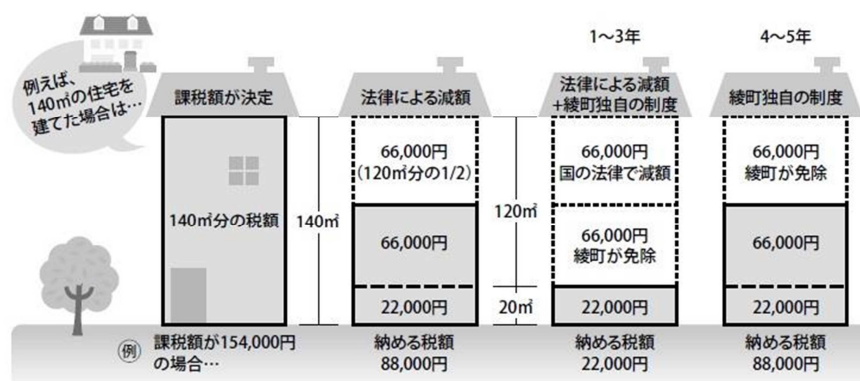 例えば、
140㎡の住宅を
建てた場合は…
課税額が決定
140㎡分の税額
140㎡
㋹ 課税額が154,000円
の場合…
法律による減額
66,000円
(120㎡分の1/2)
66,000円
22,000円
納める税額
88,000円
120㎡
20㎡
1～3年
法律による減額
+綾町独自の制度
66,000円
国の法律で減額
66,000円
綾町が免除
22,000円
納める税額
22,000円
4～5年
綾町独自の制度
66,000円
綾町が免除
66,000円
22,000円
納める税額
88,000円